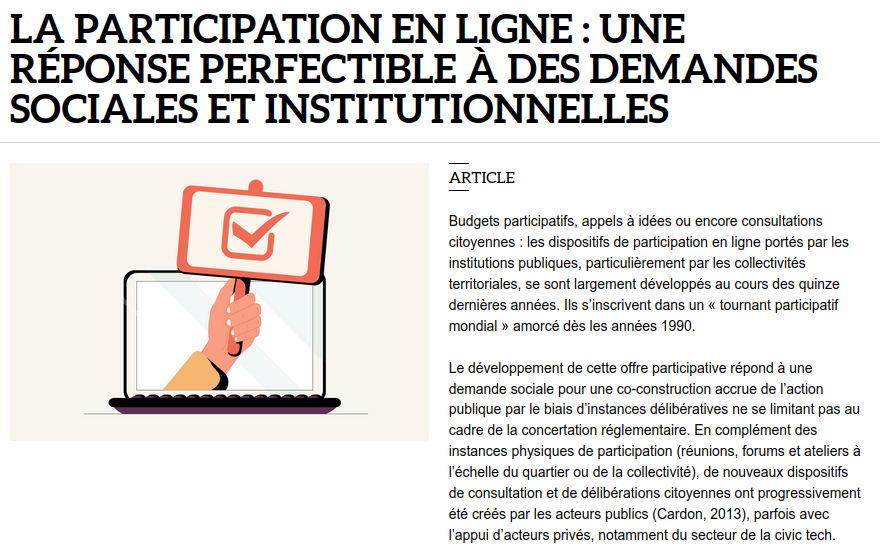 LA PARTICIPATION EN LIGNE : UNE
RÉPONSE PERFECTIBLE À DES DEMANDES
SOCIALES ET INSTITUTIONNELLES
ARTICLE
Budgets participatifs, appels à idées ou encore consultations
citoyennes : les dispositifs de participation en ligne portés par les
institutions publiques, particulièrement par les collectivités
territoriales, se sont largement développés au cours des quinze
dernières années. Ils s’inscrivent dans un « tournant participatif
mondial » amorcé dès les années 1990.
Le développement de cette offre participative répond à une
demande sociale pour une co-construction accrue de l’action
publique par le biais d’instances délibératives ne se limitant pas au
cadre de la concertation réglementaire. En complément des
instances physiques de participation (réunions, forums et ateliers à
l’échelle du quartier ou de la collectivité), de nouveaux dispositifs
de consultation et de délibérations citoyennes ont progressivement
été créés par les acteurs publics (Cardon, 2013), parfois avec
l’appui d’acteurs privés, notamment du secteur de la civic tech.